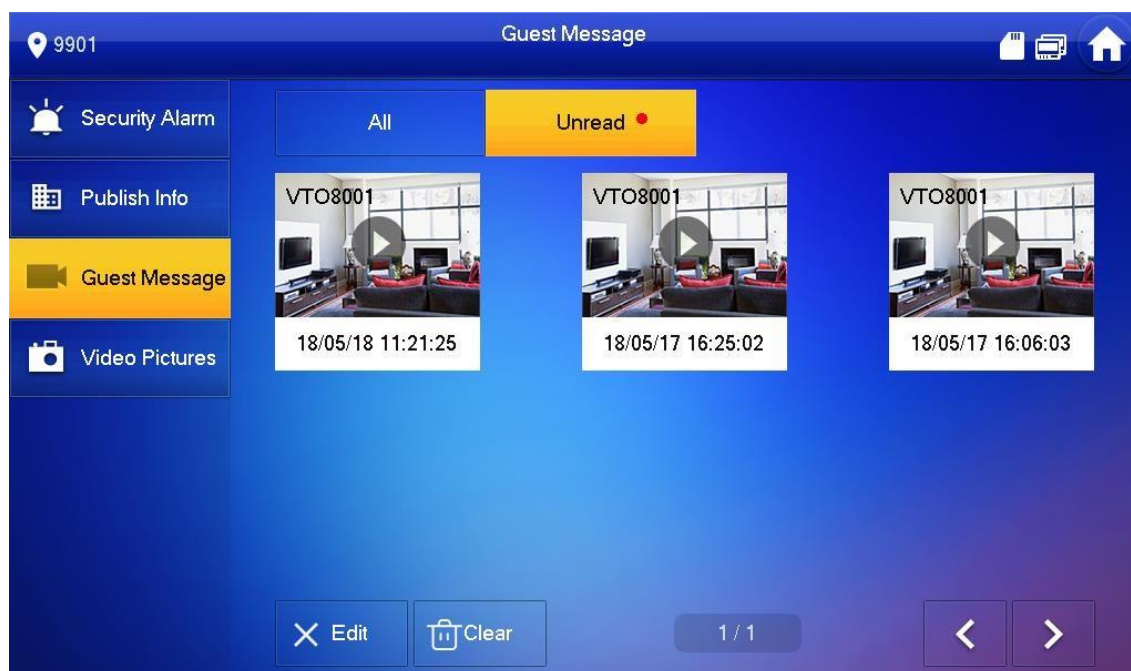 9901
Guest Message
Security Alarm
Publish Info
Guest Message
Video Pictures
All
Unread
VTO8001
VTO8001
VTO8001
18/05/18 11:21:25
18/05/17 16:25:02
18/05/17 16:06:03
Edit
Clear
1 / 1